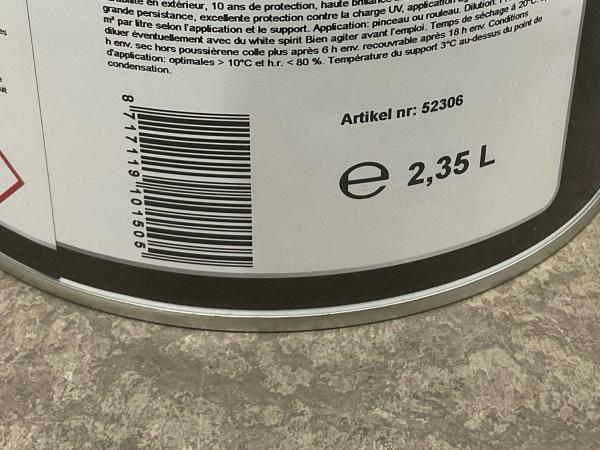 en extérieur, 10 ans de protection, haute brillance
grande persistance, excellente protection contre la charge UV, application
m² par litre selon l'application et le support. Application: pinceau ou rouleau. Dilution:
diluer éventuellement avec du white spirit Bien agiter avant l'emploi. Temps de séchage à 20°C.
h env. sec hors poussièrene colle plus après 6 h env. recouvrable après 18 h env. Conditions
d'application: optimales > 10°C et h.r. < 80 %. Température du support 3°C au-dessus du point de
condensation.
8 717119 101505
Artikel nr: 52306
e 2,35 L